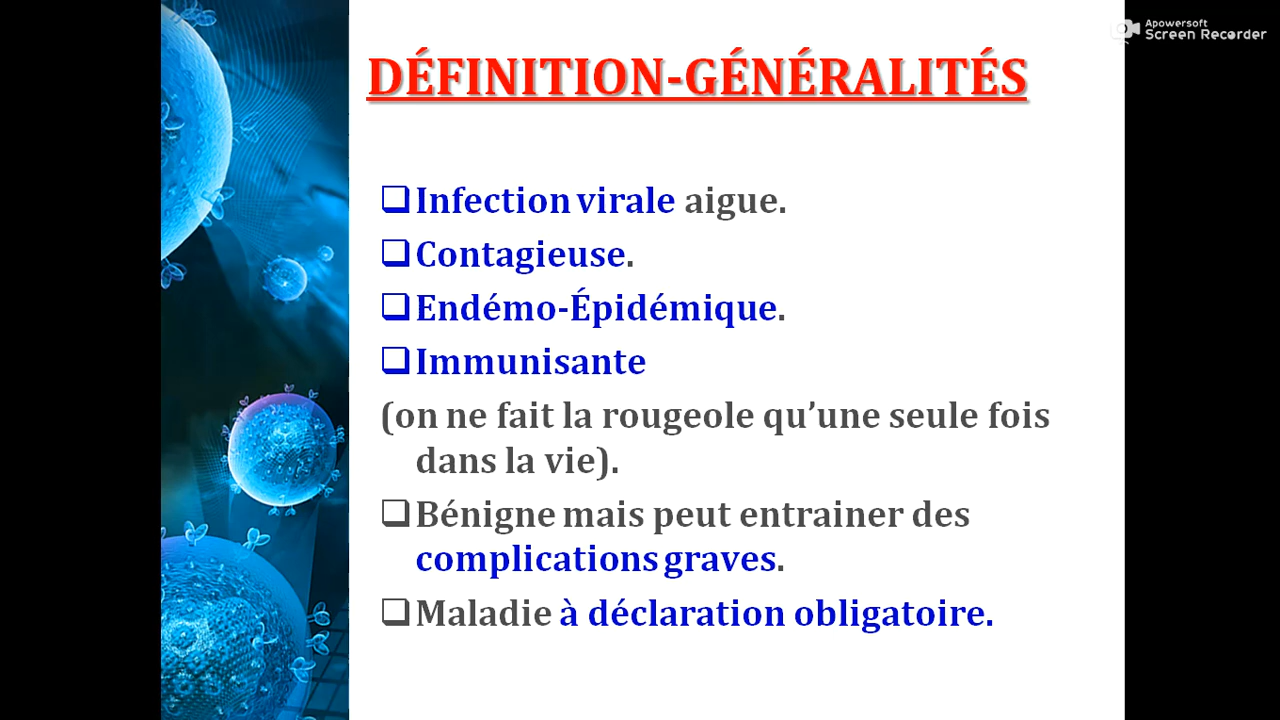 Apowersoft
Screen Recorder
DÉFINITION-GÉNÉRALITÉS
Infection virale aigue.
Contagieuse.
Endémo-Épidémique.
Immunisante
(on ne fait la rougeole qu’une seule fois
dans la vie).
Bénigne mais peut entrainer des
complications graves.
Maladie à déclaration obligatoire.